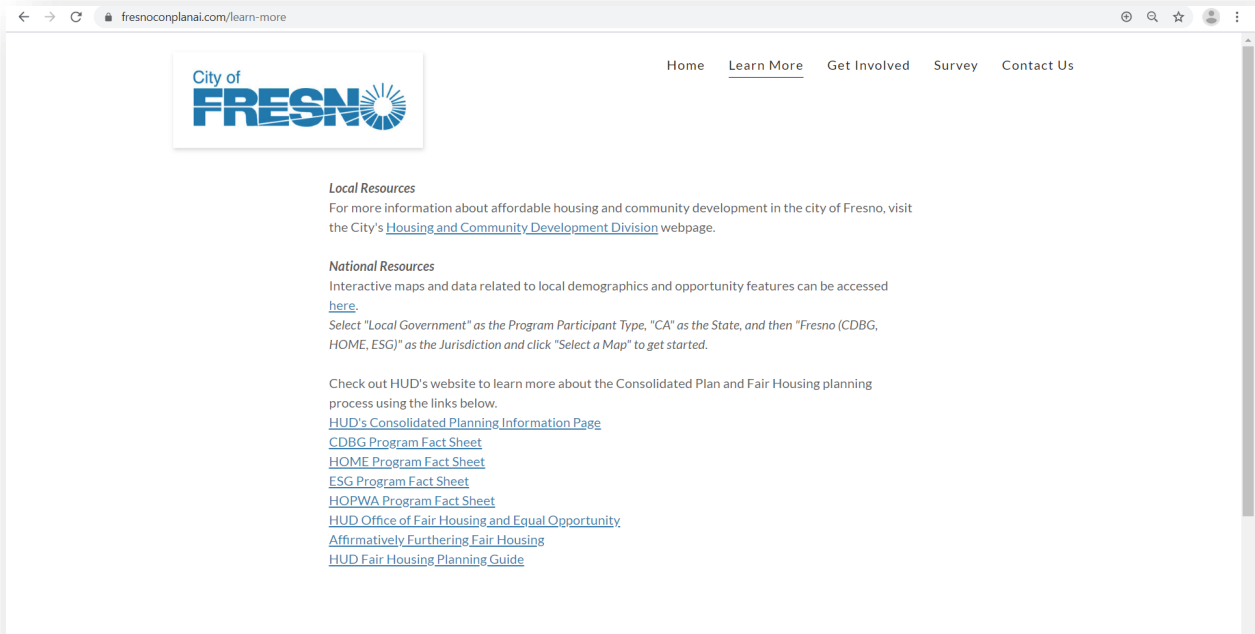 fresnoconplanai.com/learn-more
City of
FRESNO
Home Learn More Get Involved Survey Contact Us
Local Resources
For more information about affordable housing and community development in the city of Fresno, visit
the City's Housing and Community Development Division webpage.
National Resources
Interactive maps and data related to local demographics and opportunity features can be accessed
here.
Select "Local Government" as the Program Participant Type, "CA" as the State, and then "Fresno (CDBG,
HOME, ESG)" as the Jurisdiction and click "Select a Map" to get started.
Check out HUD's website to learn more about the Consolidated Plan and Fair Housing planning
process using the links below.
HUD's Consolidated Planning Information Page
CDBG Program Fact Sheet
HOME Program Fact Sheet
ESG Program Fact Sheet
HOPWA Program Fact Sheet
HUD Office of Fair Housing and Equal Opportunity
Affirmatively Furthering Fair Housing
HUD Fair Housing Planning Guide